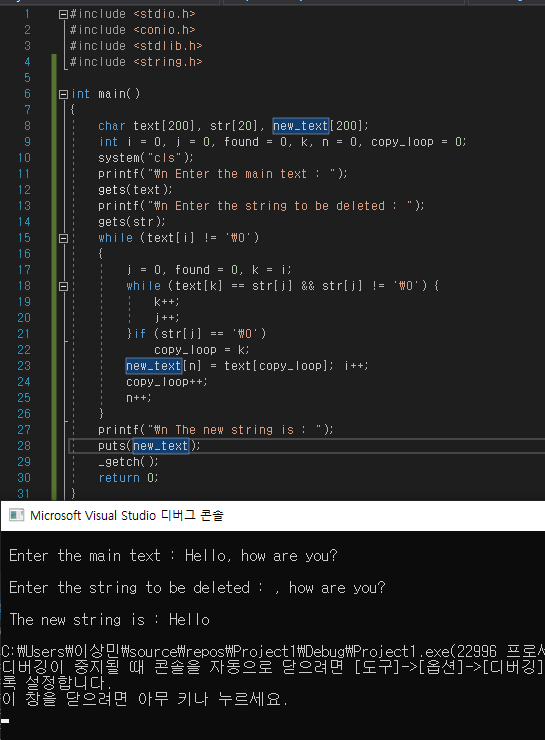 1 #include <stdio.h>
2 #include <conio.h>
3 #include <stdlib.h>
4 #include <string.h>
5
6 int main()
7 {
8 char text[200], str[20], new_text[200];
9 int i = 0, j = 0, found = 0, k, n = 0, copy_loop = 0;
10 system("cls");
11 printf("₩n Enter the main text : ");
12 gets(text);
13 printf("₩n Enter the string to be deleted : ");
14 gets(str);
15 while (text[i] != '₩0')
16 {
17 j = 0, found = 0, k = i;
18 while (text[k] == str[j] && str[j] != '₩0') {
19 k++;
20 j++;
21 }if (str[j] == '₩0')
22 copy_loop = k;
23 new_text[n] = text[copy_loop]; i++;
24 copy_loop++;
25 n++;
26 }
27 printf("₩n The new string is : ");
28 puts(new_text);
29 _getch();
30 return 0;
31 }
Microsoft Visual Studio 디버그 콘솔
Enter the main text : Hello, how are you?
Enter the string to be deleted : , how are you?
The new string is : Hello
C:₩Users₩이상민₩source₩repos₩Project1₩Debug₩Project1.exe(22996 프로세
디버깅이 중지될 때 콘솔을 자동으로 닫으려면 [도구]->[옵션]->[디버깅]
록 설정합니다.
이 창을 닫으려면 아무 키나 누르세요.